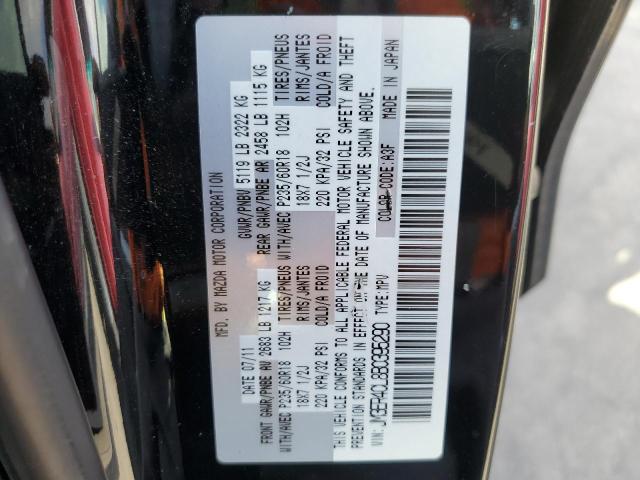 MFD. BY MAZDA MOTOR CORPORATION
DATE 07/11 GVWR/PNBV 5119 LB 2322 KG
FRONT GAWR/PNBE AV 2683 LB 1217 KG REAR GAWR/PNBE AR 2458 LB 1115 KG
WITH/AVEC P235/60R18 102H TIRES/PNEUS WITH/AVEC P235/60R18 102H TIRES/PNEUS
18X7 1/2J RIMS/JANTES 18X7 1/2J RIMS/JANTES
220 KPA/32 PSI COLD/A FROID 220 KPA/32 PSI COLD/A FROID
THIS VEHICLE CONFORMS TO ALL APPLICABLE FEDERAL MOTOR VEHICLE SAFETY AND THEFT
PREVENTION STANDARDS IN EFFECT ON THE DATE OF MANUFACTURE SHOWN ABOVE.
VIN: TYPE:MPV COLOR CODE:A3F MADE IN JAPAN